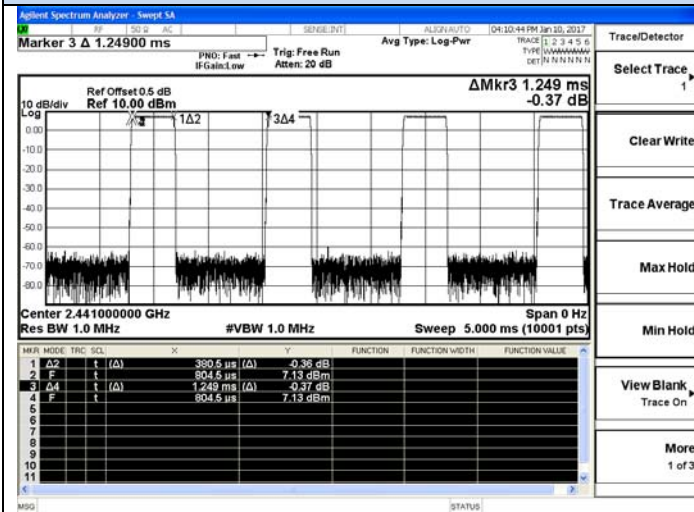 Agilent Spectrum Analyzer - Swept SA
RF 50 Ω AC SENSE:INT ALIGN AUTO 04:10:44 PM Jan 10, 2017
Marker 3 Δ 1.24900 ms
PNO: Fast
IFGain:Low
Trig: Free Run
Atten: 20 dB
Avg Type: Log-Pwr
TRACE 1 2 3 4 5 6
TYPE
DET N N N N N N
Ref Offset 0.5 dB
10 dB/div Ref 10.00 dBm
ΔMkr3 1.249 ms
-0.37 dB
Log
1Δ2 3Δ4
0.00
-10.0
-20.0
-30.0
-40.0
-50.0
-60.0
-70.0
-80.0
Center 2.441000000 GHz Span 0 Hz
Res BW 1.0 MHz #VBW 1.0 MHz Sweep 5.000 ms (10001 pts)
MKR MODE TRC SCL X Y FUNCTION FUNCTION WIDTH FUNCTION VALUE
1 Δ2 t (Δ) 380.5 µs (Δ) -0.36 dB
2 F t 804.5 µs 7.13 dBm
3 Δ4 t (Δ) 1.249 ms (Δ) -0.37 dB
4 F t 804.5 µs 7.13 dBm
5
6
7
8
9
10
11
MSG STATUS
Trace/Detector
Select Trace
1
Clear Write
Trace Average
Max Hold
Min Hold
View Blank
Trace On
More
1 of 3